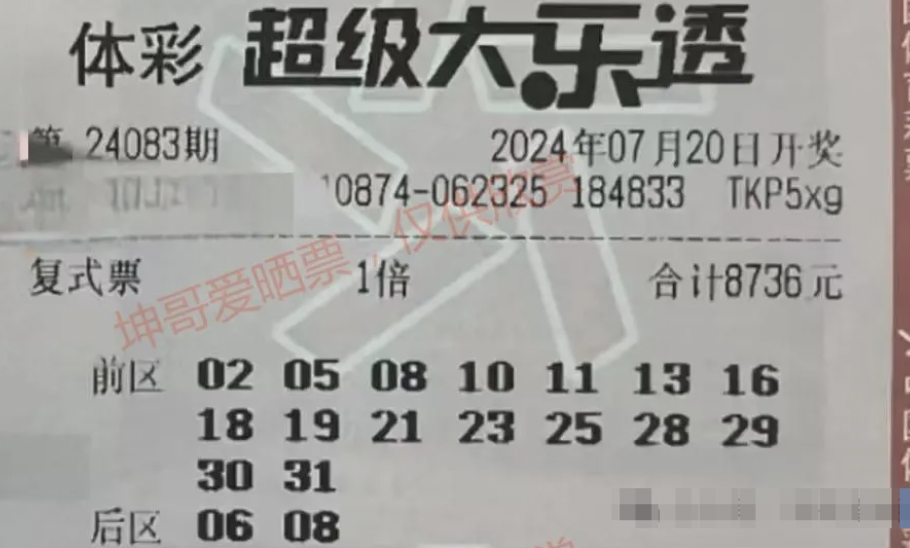 体彩 超级大乐透
第 24083期 2024年07月20日开奖
10874-062325 184833 TKP5xg
复式票 1倍 合计8736元
坤哥爱晒票，仅供欣赏
前区 02 05 08 10 11 13 16
18 19 21 23 25 28 29
30 31
后区 06 08